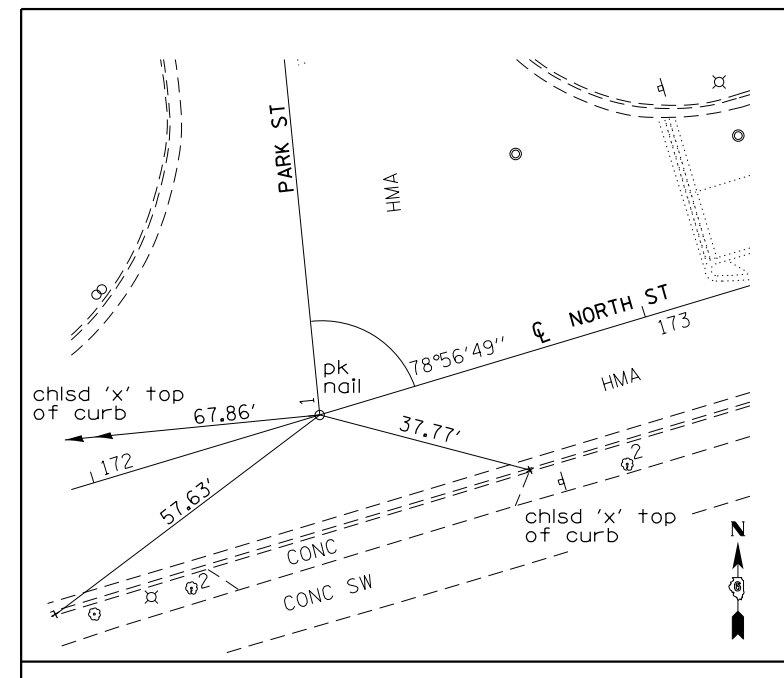 PARK ST
HMA
℄ NORTH ST
173
78°56'49"
HMA
pk
nail
1
chlsd 'x' top
of curb
67.86'
37.77'
172
57.63'
2
chlsd 'x' top
of curb
CONC
2
CONC SW
N
6